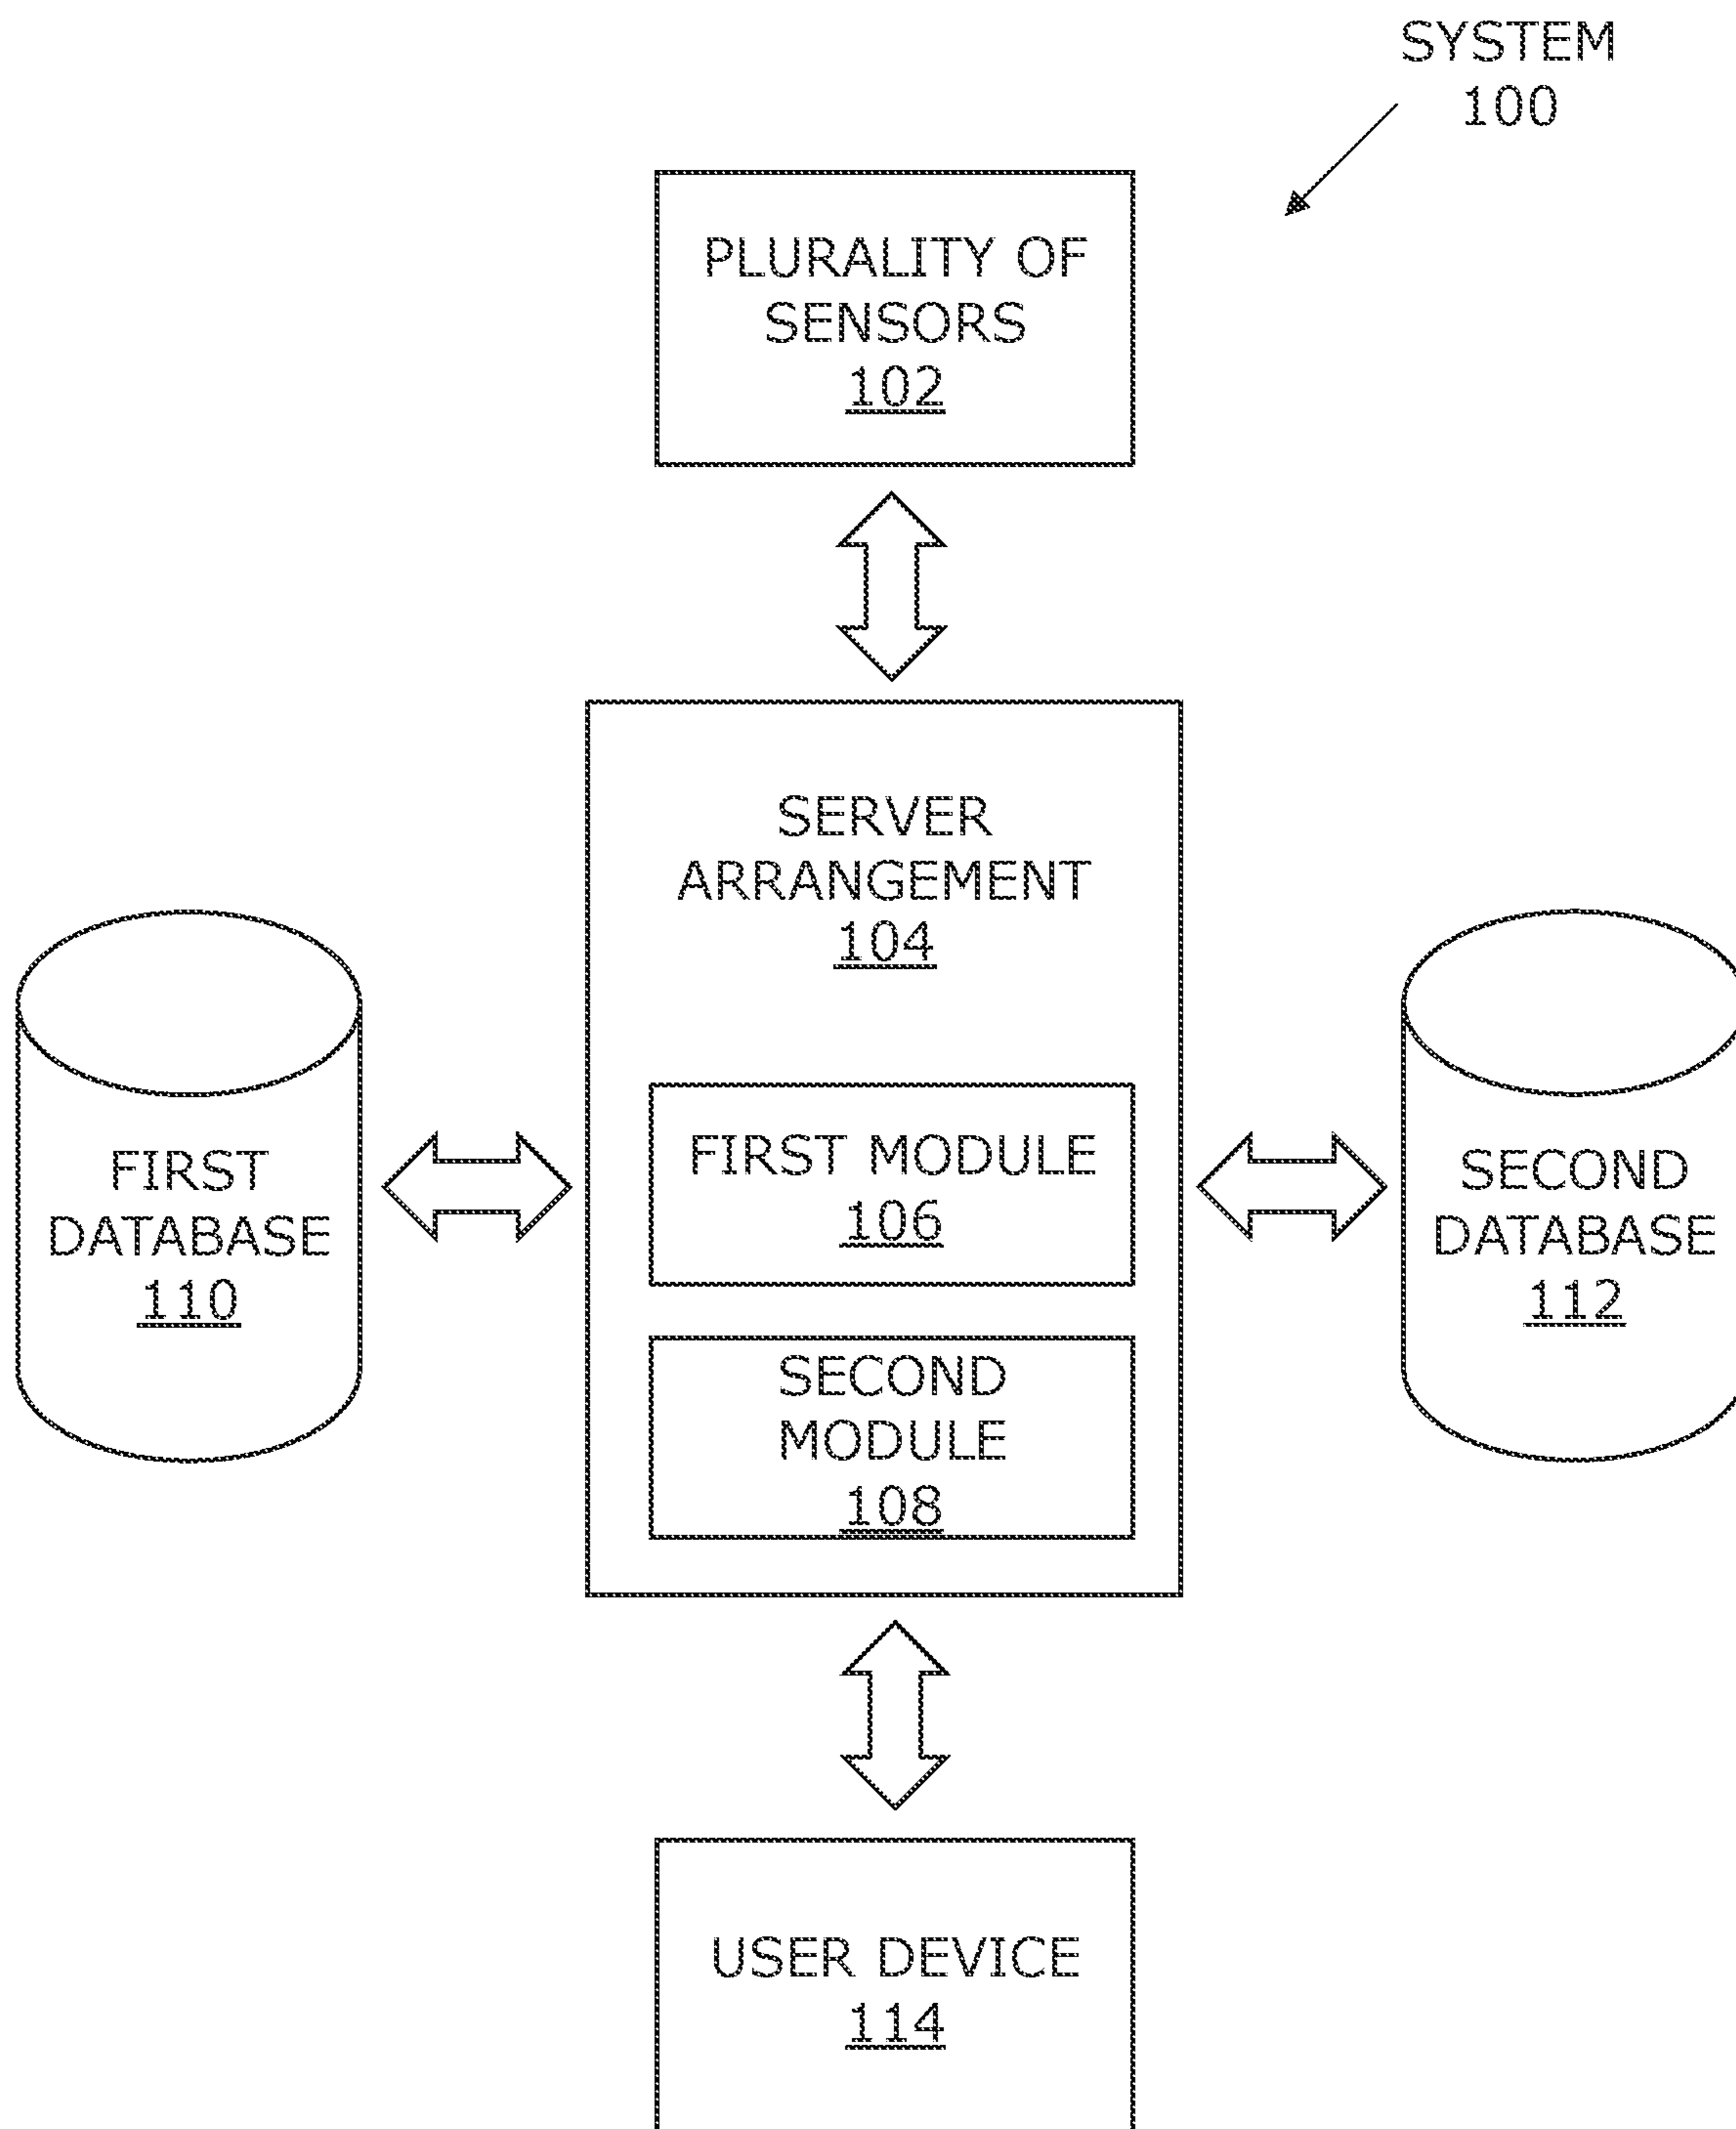 SYSTEM
100
PLURALITY OF
SENSORS
102
SERVER
ARRANGEMENT
104
FIRST MODULE
106
SECOND
MODULE
108
FIRST
DATABASE
110
SECOND
DATABASE
112
USER DEVICE
114